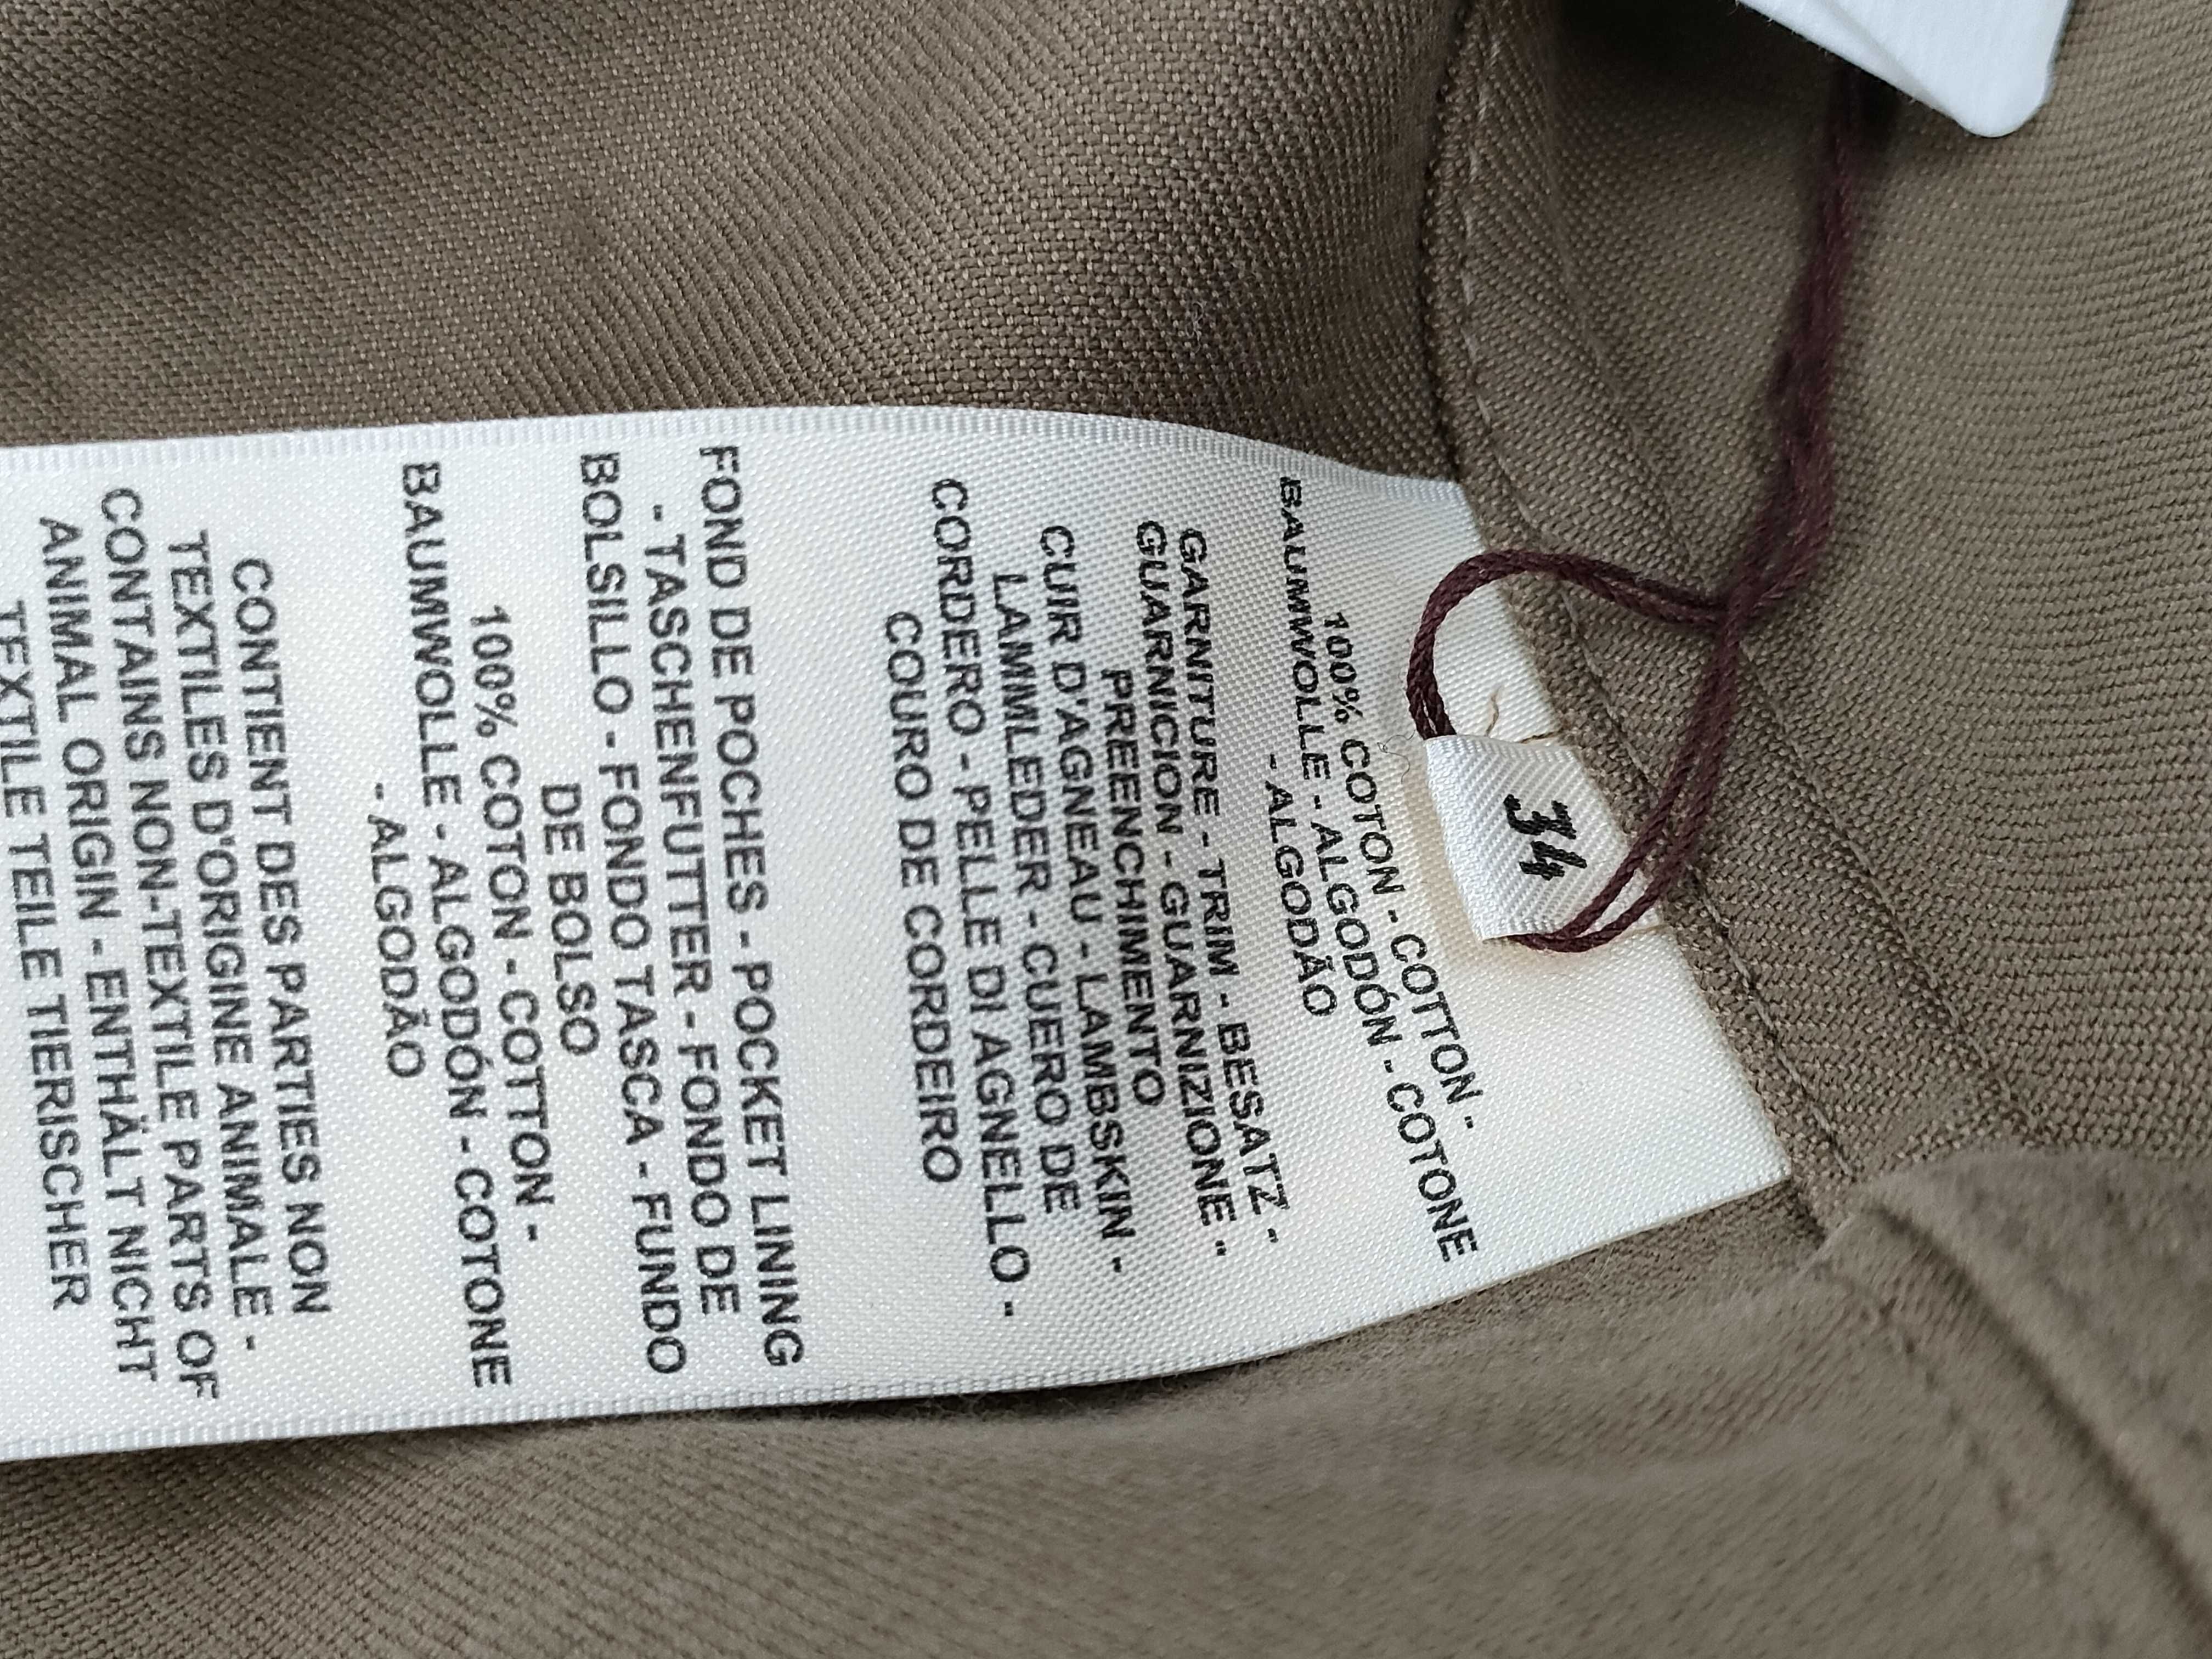 34
100% COTON - COTTON -
BAUMWOLLE - ALGODÓN - COTONE
- ALGODÃO
GARNITURE - TRIM - BESATZ -
GUARNICION - GUARNIZIONE -
PREENCHIMENTO
CUIR D'AGNEAU - LAMBSKIN -
LAMMLEDER - CUERO DE
CORDERO - PELLE DI AGNELLO -
COURO DE CORDEIRO
FOND DE POCHES - POCKET LINING
- TASCHENFUTTER - FONDO DE
BOLSILLO - FONDO TASCA - FUNDO
DE BOLSO
100% COTON - COTTON -
BAUMWOLLE - ALGODÓN - COTONE
- ALGODÃO
CONTIENT DES PARTIES NON
TEXTILES D'ORIGINE ANIMALE -
CONTAINS NON-TEXTILE PARTS OF
ANIMAL ORIGIN - ENTHÄLT NICHT
TEXTILE TEILE TIERISCHER